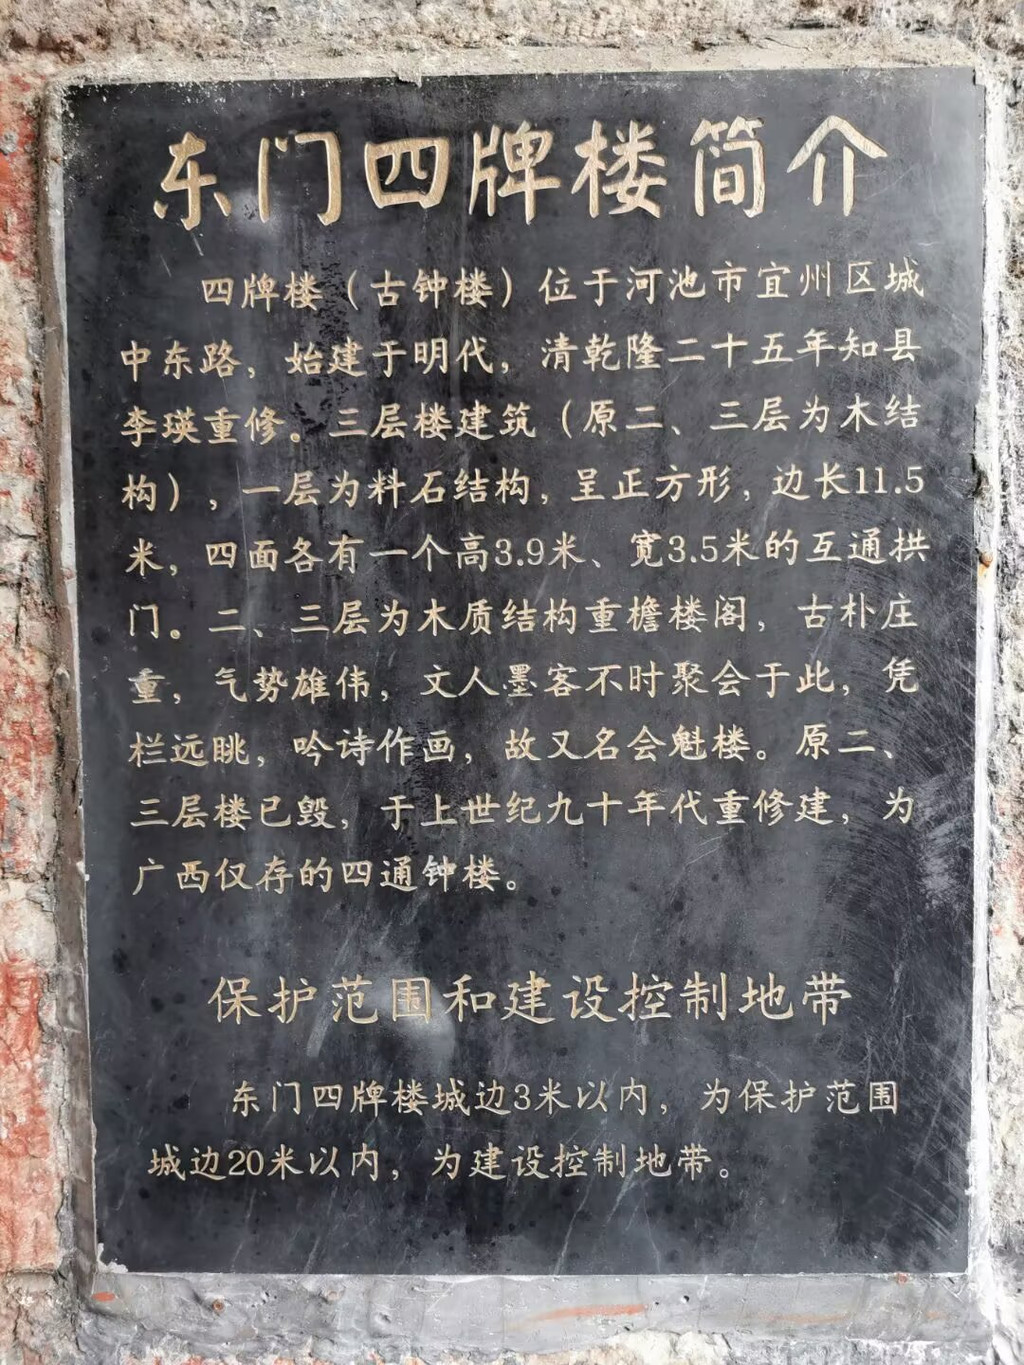 东门四牌楼简介
四牌楼（古钟楼）位于河池市宜州区城
中东路，始建于明代，清乾隆二十五年知县
李瑛重修。三层楼建筑（原二、三层为木结
构），一层为料石结构，呈正方形，边长11.5
米，四面各有一个高3.9米、宽3.5米的互通拱
门。二、三层为木质结构重檐楼阁，古朴庄
重，气势雄伟，文人墨客不时聚会于此，凭
栏远眺，吟诗作画，故又名会魁楼。原二、
三层楼已毁，于上世纪九十年代重修建，为
广西仅存的四通钟楼。
保护范围和建设控制地带
东门四牌楼城边3米以内，为保护范围
城边20米以内，为建设控制地带。